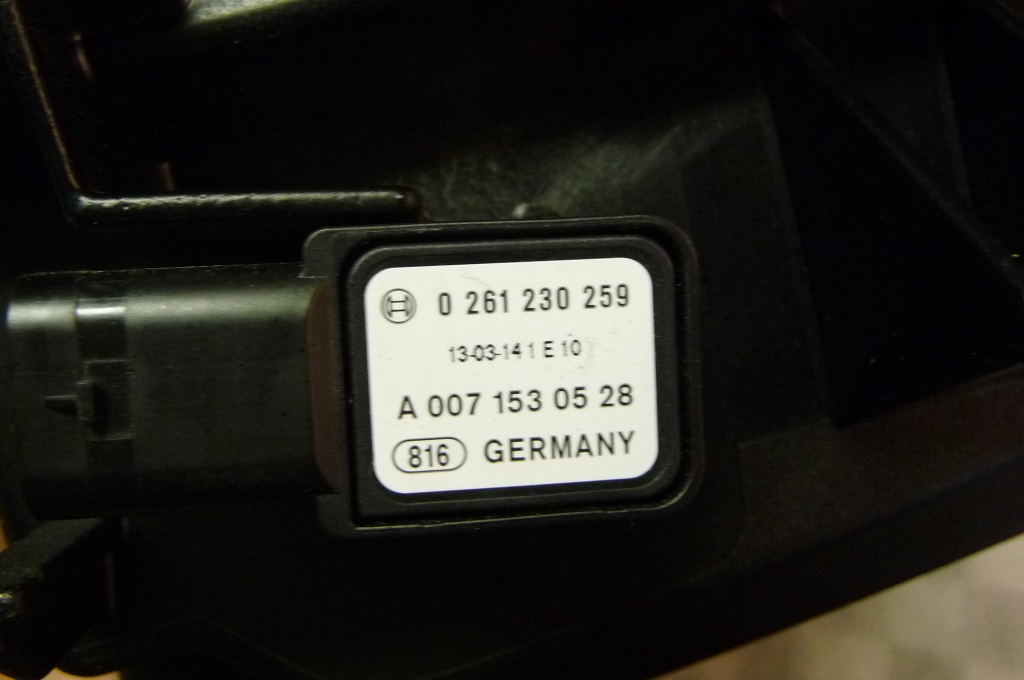 0 261 230 259
13-03-14 1 E 10
A 007 153 05 28
816 GERMANY